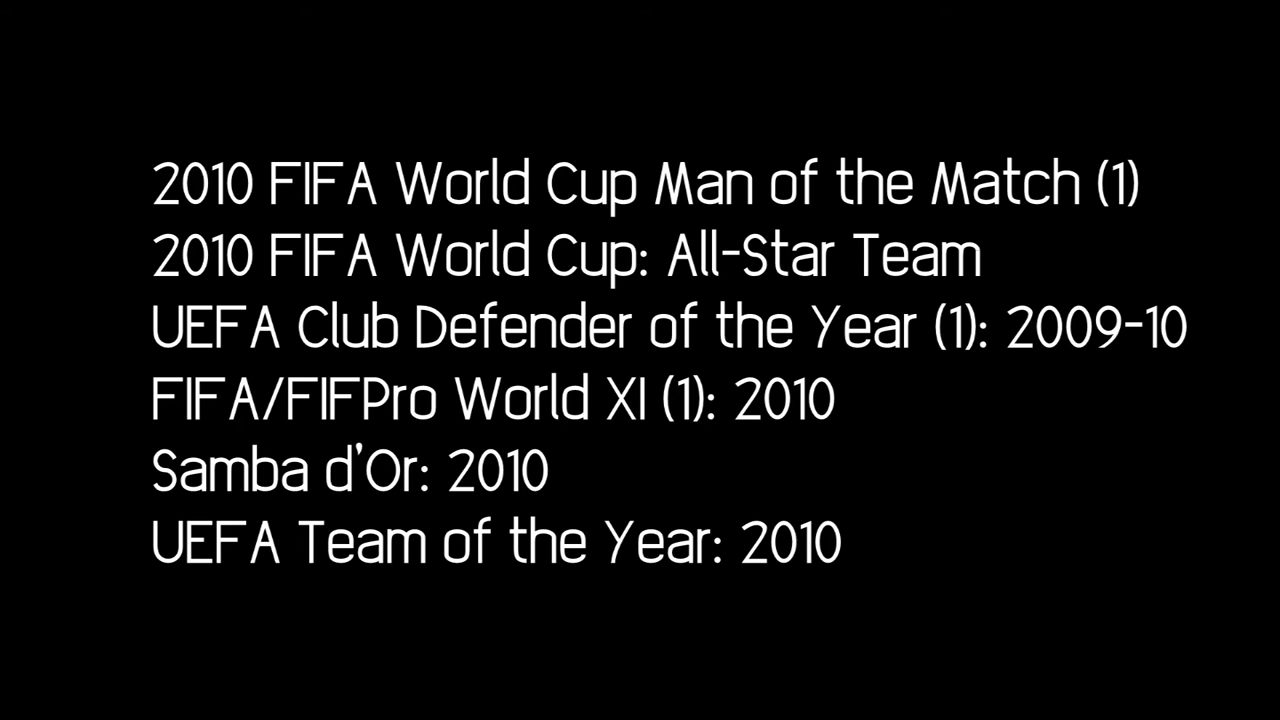 2010 FIFA World Cup Man of the Match (1)
2010 FIFA World Cup: All-Star Team
UEFA Club Defender of the Year (1): 2009-10
FIFA/FIFPro World XI (1): 2010
Samba d'Or: 2010
UEFA Team of the Year: 2010